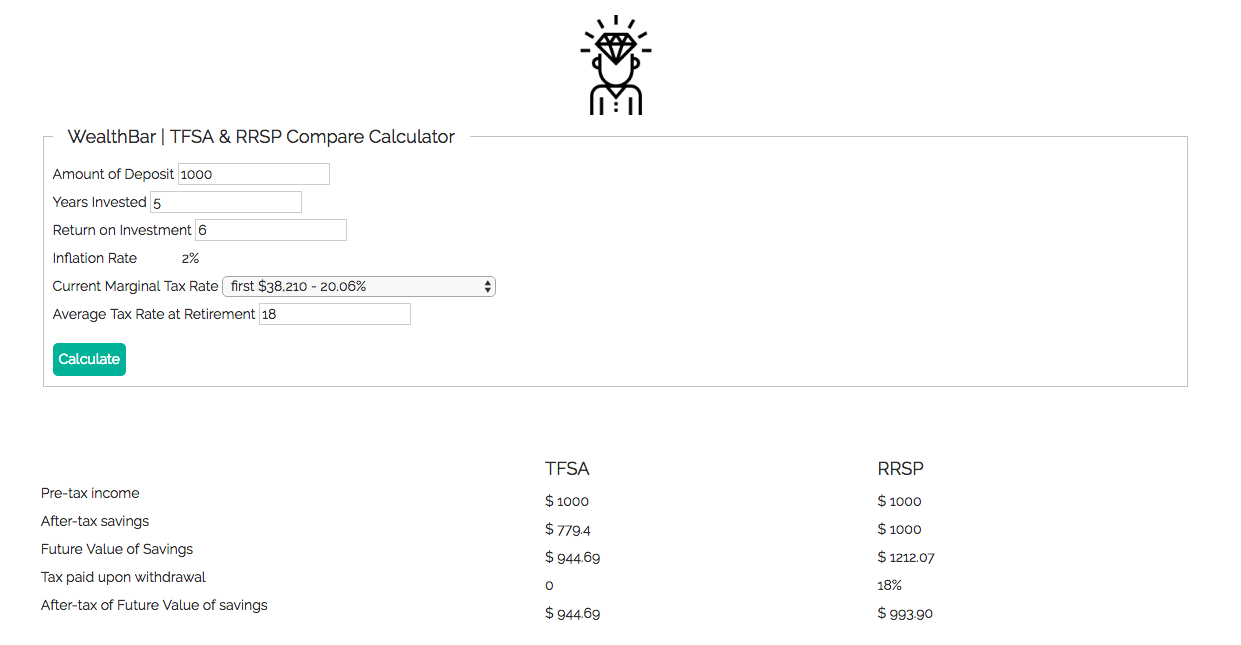 WealthBar | TFSA & RRSP Compare Calculator
Amount of Deposit 1000
Years Invested 5
Return on Investment 6
Inflation Rate 2%
Current Marginal Tax Rate first $38,210 - 20.06%
Average Tax Rate at Retirement 18
Calculate
TFSA RRSP
Pre-tax income $ 1000 $ 1000
After-tax savings $ 779.4 $ 1000
Future Value of Savings $ 944.69 $ 1212.07
Tax paid upon withdrawal 0 18%
After-tax of Future Value of savings $ 944.69 $ 993.90